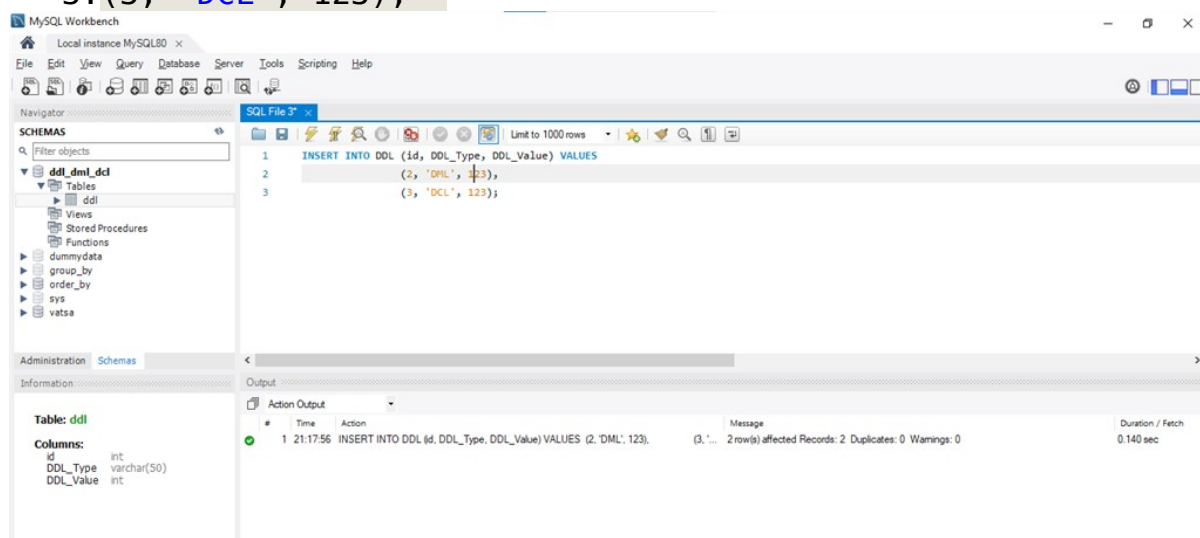 ST(3, 'DCL', 123);
MySQL Workbench
Local instance MySQL80 ×
File Edit View Query Database Server Tools Scripting Help
Navigator
SQL File 3* ×
SCHEMAS
Filter objects
Limit to 1000 rows
ddl_dml_dcl
Tables
ddl
Views
Stored Procedures
Functions
dummydata
group_by
order_by
sys
vatsa
1 INSERT INTO DDL (id, DDL_Type, DDL_Value) VALUES
2 (2, 'DML', 123),
3 (3, 'DCL', 123);
Administration Schemas
Information
Output
Action Output
Table: ddl
Columns:
id int
DDL_Type varchar(50)
DDL_Value int
# Time Action Message Duration / Fetch
1 21:17:56 INSERT INTO DDL (id, DDL_Type, DDL_Value) VALUES (2, 'DML', 123), (3, '... 2 row(s) affected Records: 2 Duplicates: 0 Warnings: 0 0.140 sec